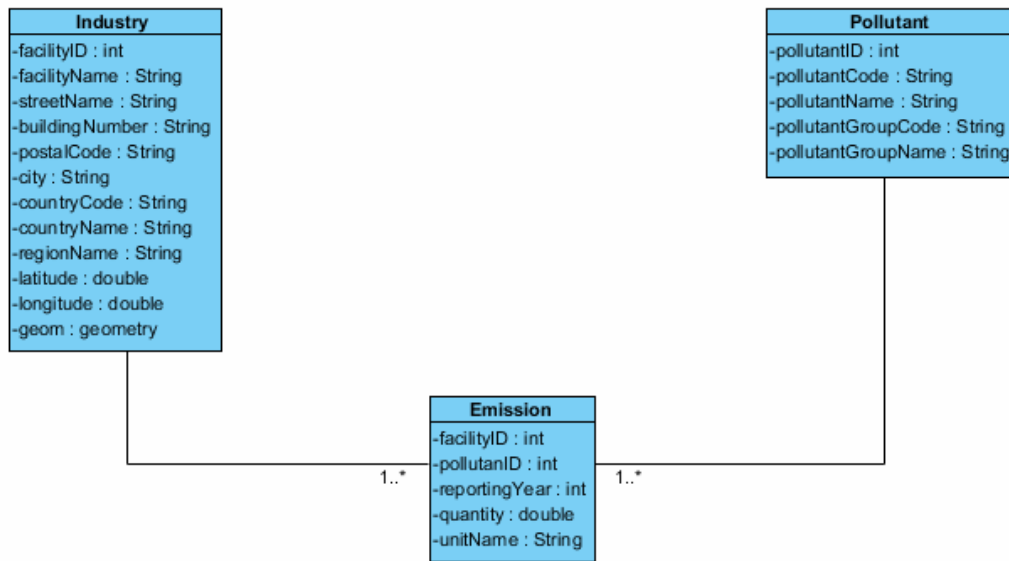 Industry
-facilityID : int
-facilityName : String
-streetName : String
-buildingNumber : String
-postalCode : String
-city : String
-countryCode : String
-countryName : String
-regionName : String
-latitude : double
-longitude : double
-geom : geometry
Pollutant
-pollutantID : int
-pollutantCode : String
-pollutantName : String
-pollutantGroupCode : String
-pollutantGroupName : String
Emission
-facilityID : int
-pollutanID : int
-reportingYear : int
-quantity : double
-unitName : String
1..*
1..*